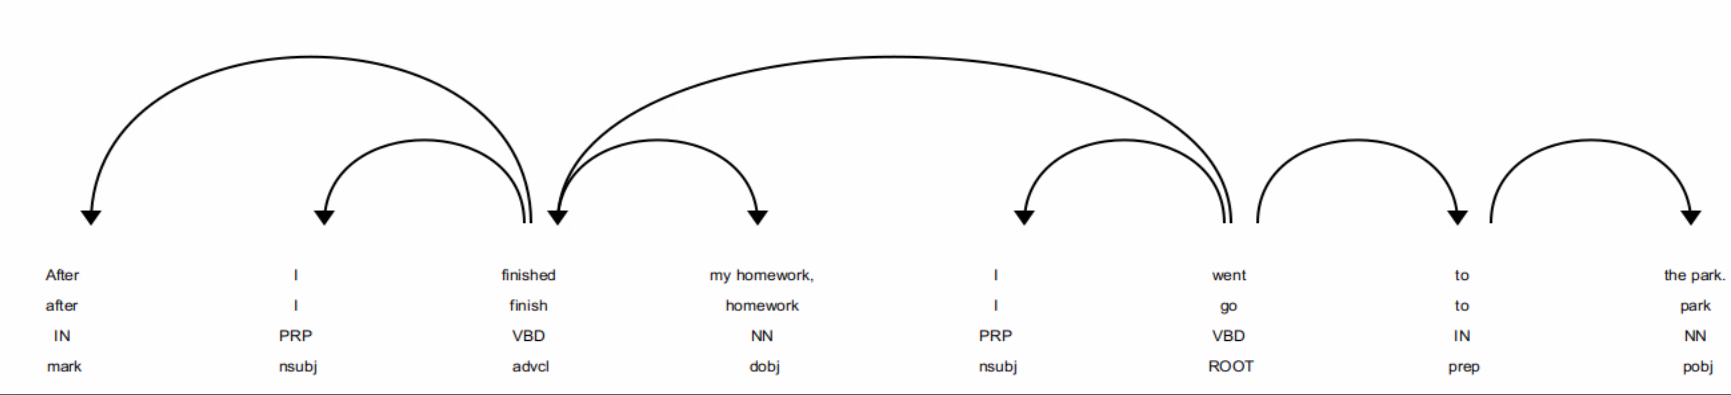 After I finished my homework, I went to the park.
after I finish homework I go to park
IN PRP VBD NN PRP VBD IN NN
mark nsubj advcl dobj nsubj ROOT prep pobj